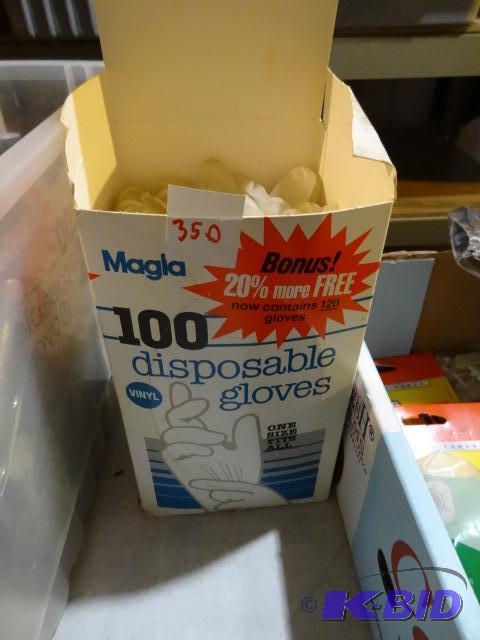 350
Magla
Bonus!
20% more FREE
now contains 120
gloves
100
disposable
gloves
VINYL
ONE
SIZE
FITS
ALL
© K-BID